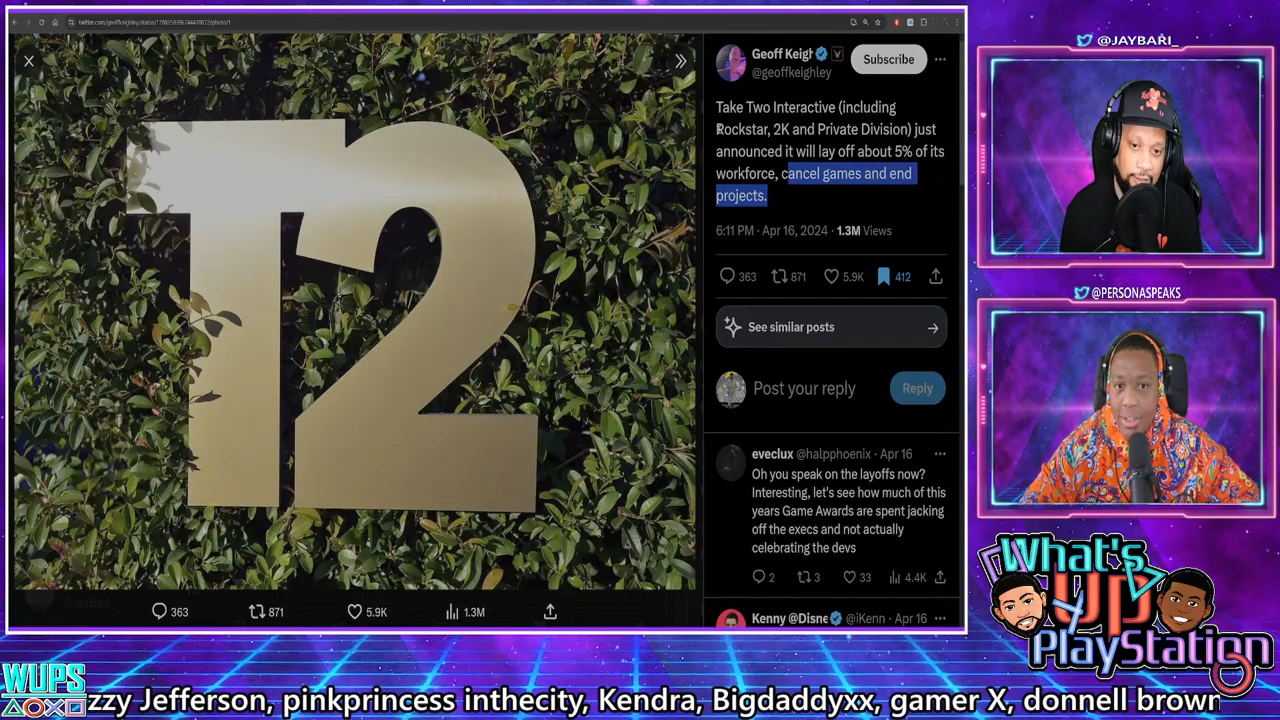 twitter.com/geoffkeighley/status/
T2
Geoff Keigh
@geoffkeighley
Subscribe
Take Two Interactive (including
Rockstar, 2K and Private Division) just
announced it will lay off about 5% of its
workforce, cancel games and end
projects.
6:11 PM · Apr 16, 2024 · 1.3M Views
363 871 5.9K 412
See similar posts
Post your reply
Reply
eveclux @halpphoenix · Apr 16
Oh you speak on the layoffs now?
Interesting, let's see how much of this
years Game Awards are spent jacking
off the execs and not actually
celebrating the devs
2 3 33 4.4K
Kenny @Disne @iKenn · Apr 16
363 871 5.9K 1.3M
@JAYBARI_
@PERSONASPEAKS
What's
UP
PlayStation
WUPS
zzy Jefferson, pinkprincess inthecity, Kendra, Bigdaddyxx, gamer X, donnell brown